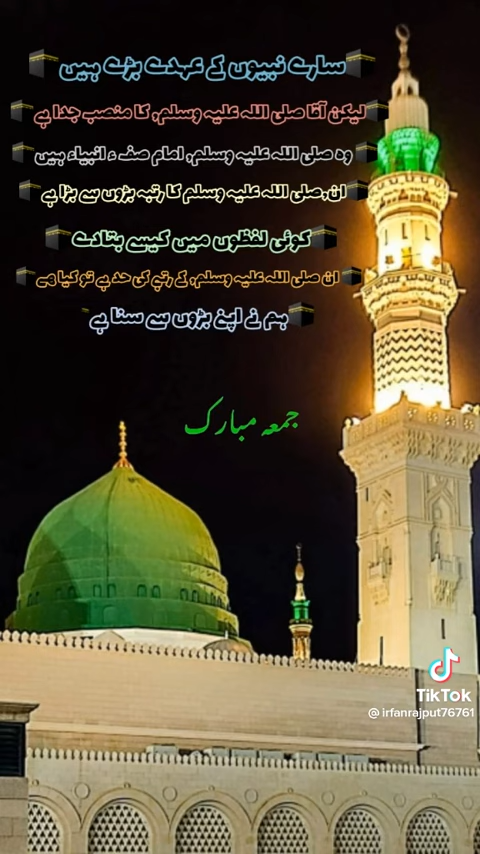 🕋سارے نبیوں کے عہدے بڑے ہیں🕋
🕋لیکن آقا صلی اللہ علیہ وسلم، کا منصب جدا ہے🕋
🕋وہ صلی اللہ علیہ وسلم، امام صف ء انبیاء ہیں🕋
🕋ان،صلی اللہ علیہ وسلم کا رتبہ بڑوں سے بڑا ہے🕋
🕋کوئی لفظوں میں کیسے بتادے🕋
🕋ان صلی اللہ علیہ وسلم، کے رتبے کی حد ہے تو کیا ہے🕋
🕋ہم نے اپنے بڑوں سے سنا ہے
جمعہ مبارک
TikTok
@irfanrajput76761